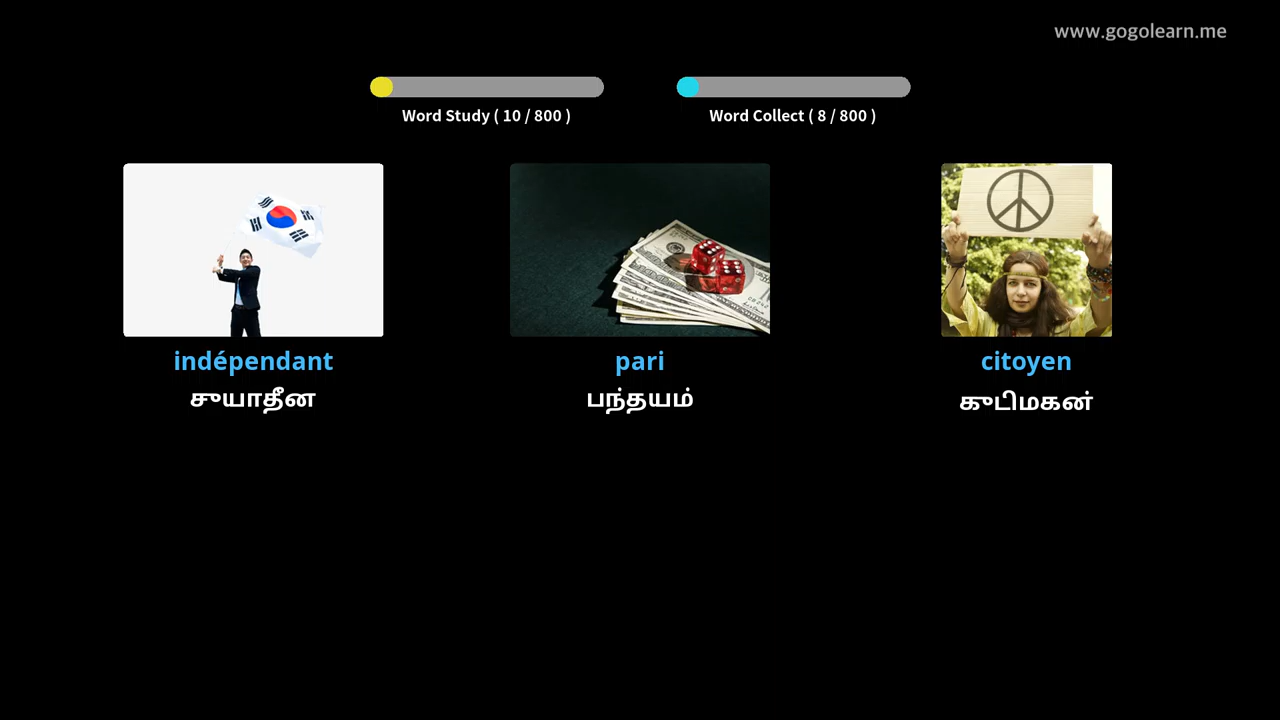 www.gogolearn.me
Word Study ( 10 / 800 )
Word Collect ( 8 / 800 )
indépendant
சுயாதீன
pari
பந்தயம்
citoyen
குடிமகன்